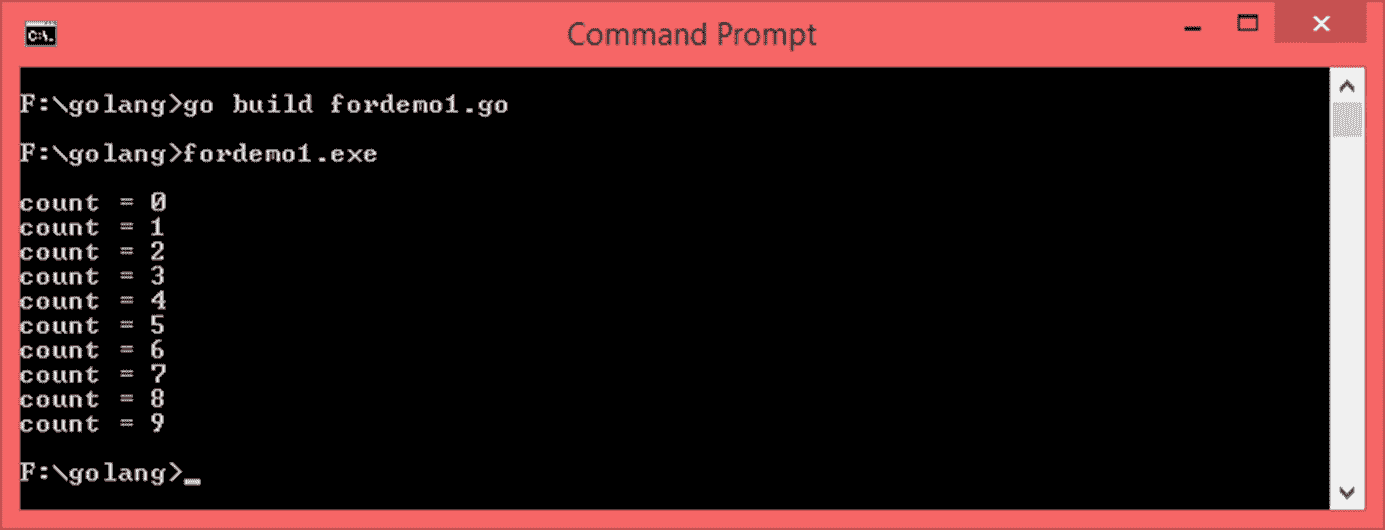 C:\.
Command Prompt
F:\golang>go build fordemo1.go
F:\golang>fordemo1.exe
count = 0
count = 1
count = 2
count = 3
count = 4
count = 5
count = 6
count = 7
count = 8
count = 9
F:\golang>_